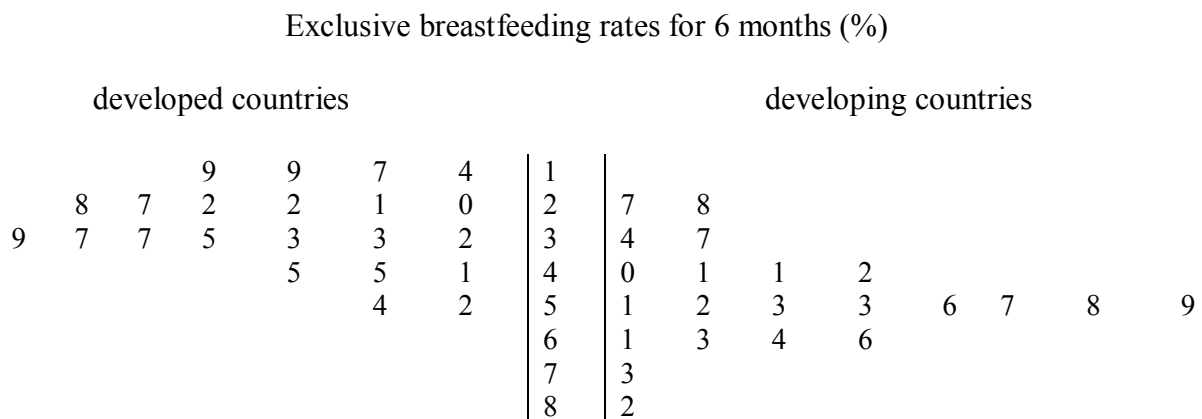 Exclusive breastfeeding rates for 6 months (%)
developed countries developing countries
9 9 7 4 1
8 7 2 2 1 0 2 7 8
9 7 7 5 3 3 2 3 4 7
5 5 1 4 0 1 1 2
4 2 5 1 2 3 3 6 7 8 9
6 1 3 4 6
7 3
8 2